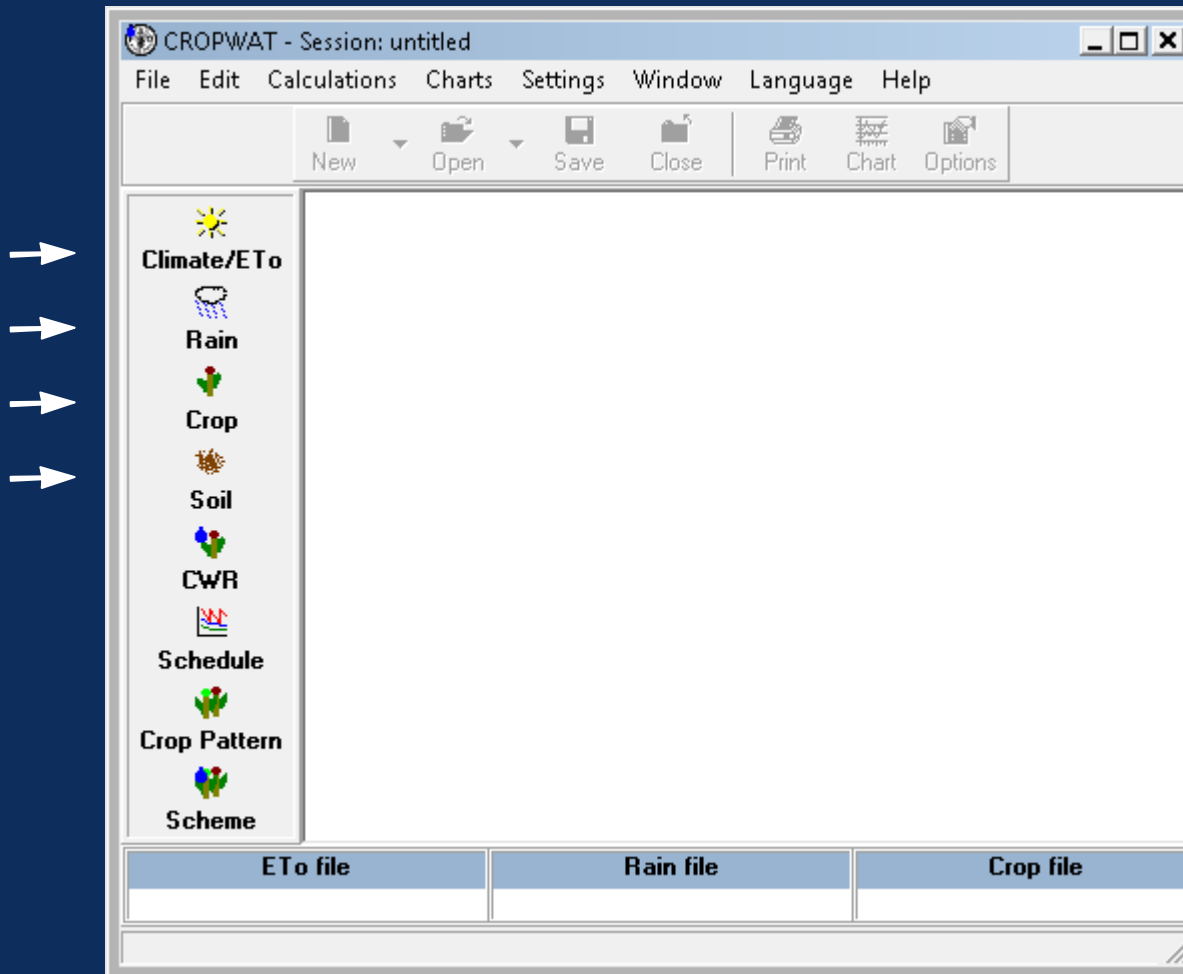 CROPWAT - Session: untitled
File Edit Calculations Charts Settings Window Language Help
New Open Save Close Print Chart Options
Climate/ETo
Rain
Crop
Soil
CWR
Schedule
Crop Pattern
Scheme
ETo file Rain file Crop file